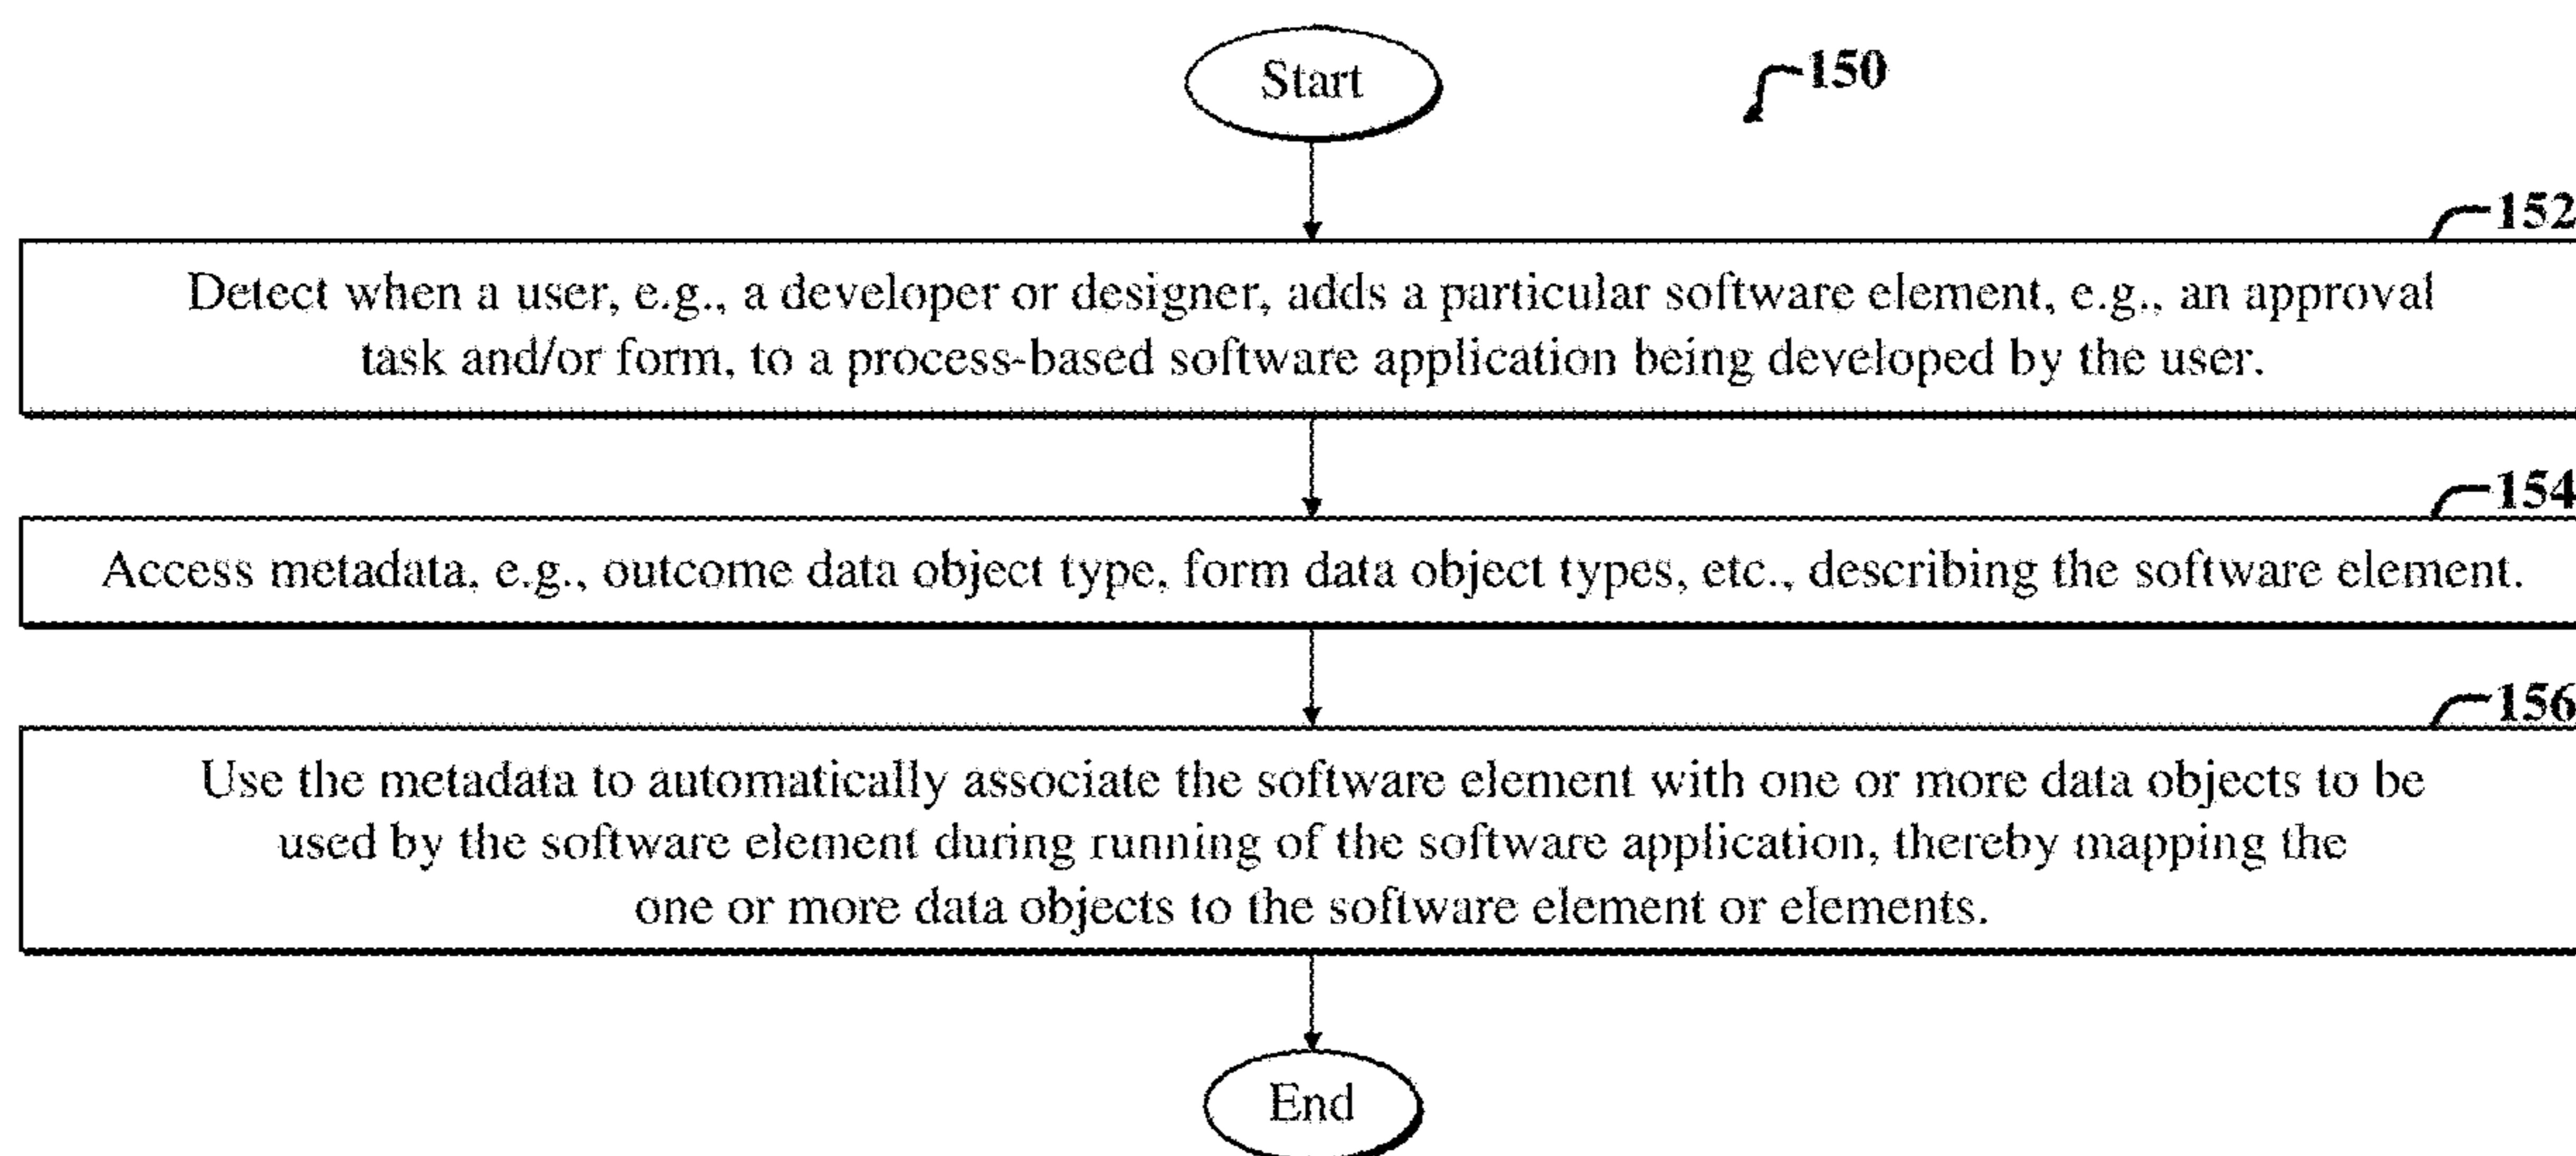 Start
150
152
Detect when a user, e.g., a developer or designer, adds a particular software element, e.g., an approval
task and/or form, to a process-based software application being developed by the user.
154
Access metadata, e.g., outcome data object type, form data object types, etc., describing the software element.
156
Use the metadata to automatically associate the software element with one or more data objects to be
used by the software element during running of the software application, thereby mapping the
one or more data objects to the software element or elements.
End